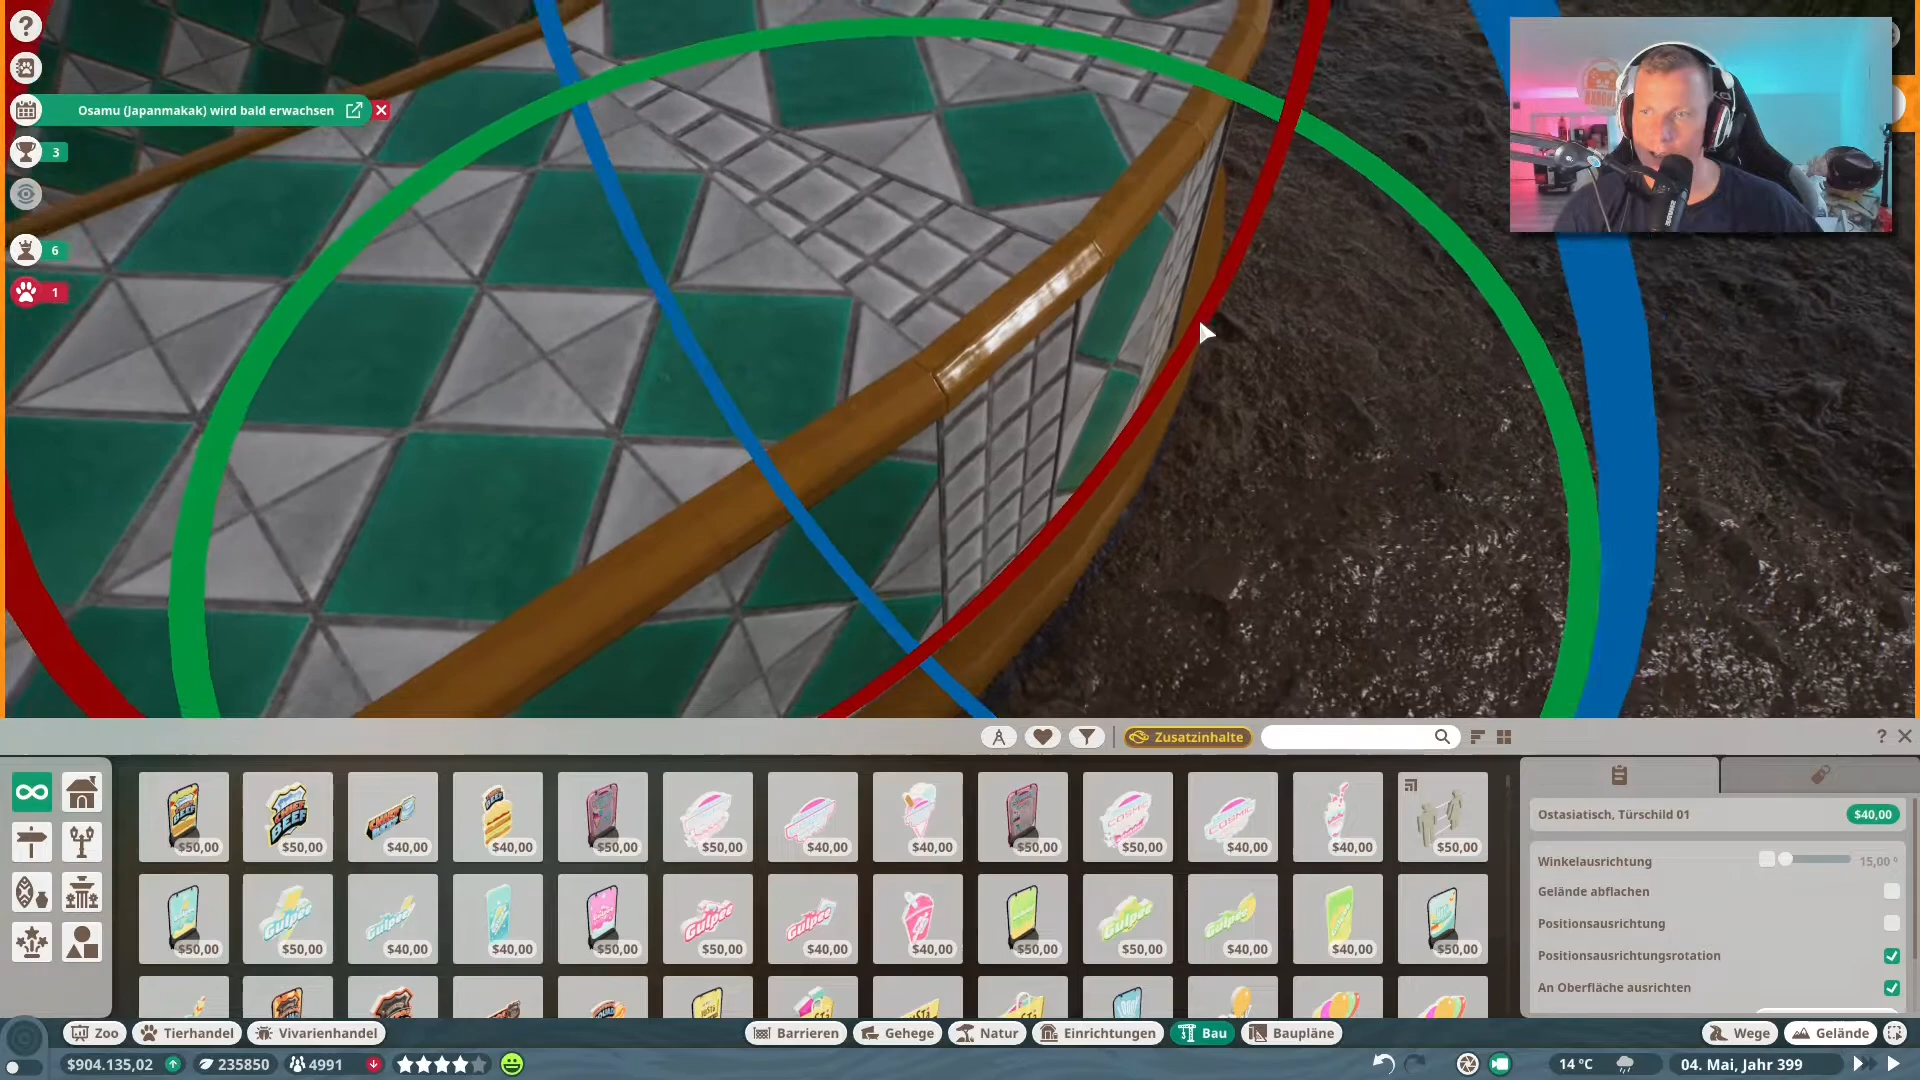 Osamu (Japanmakak) wird bald erwachsen
3
6
1
Zusatzinhalte
$50,00 $50,00 $40,00 $40,00 $50,00 $50,00 $40,00 $40,00 $50,00 $50,00 $40,00 $40,00 $50,00
$50,00 $50,00 $40,00 $40,00 $50,00 $50,00 $40,00 $40,00 $50,00 $50,00 $40,00 $40,00 $50,00
Ostasiatisch, Türschild 01 $40,00
Winkelausrichtung 15,00 °
Gelände abflachen
Positionsausrichtung
Positionsausrichtungsrotation
An Oberfläche ausrichten
Zoo Tierhandel Vivarienhandel Barrieren Gehege Natur Einrichtungen Bau Baupläne Wege Gelände
$904.135,02 235850 4991 14 °C 04. Mai, Jahr 399